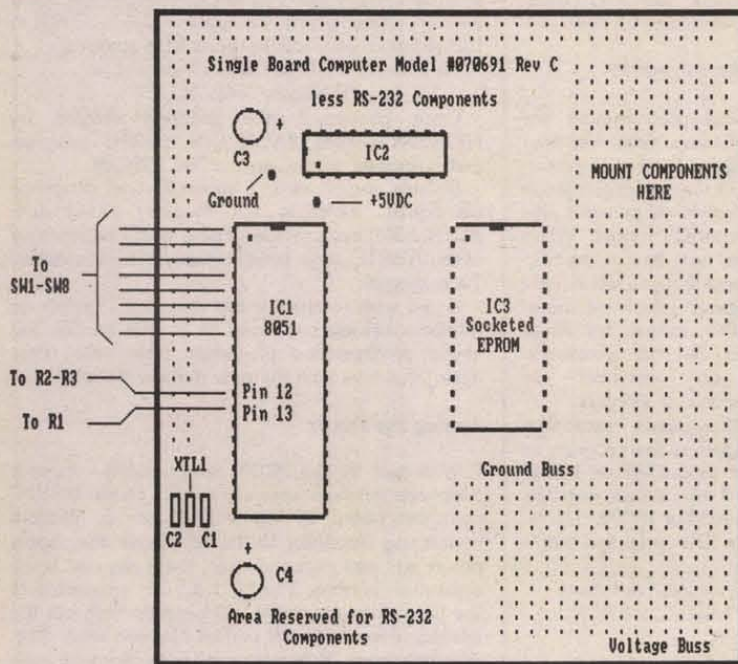 Single Board Computer Model #070691 Rev C
less RS-232 Components
+
C3
IC2
Ground
+5VDC
MOUNT COMPONENTS
HERE
To
SW1-SW8
IC1
8051
IC3
Socketed
EPROM
To R2-R3
Pin 12
To R1
Pin 13
XTL1
Ground Buss
C2
C1
+
C4
Area Reserved for RS-232
Components
Voltage Buss